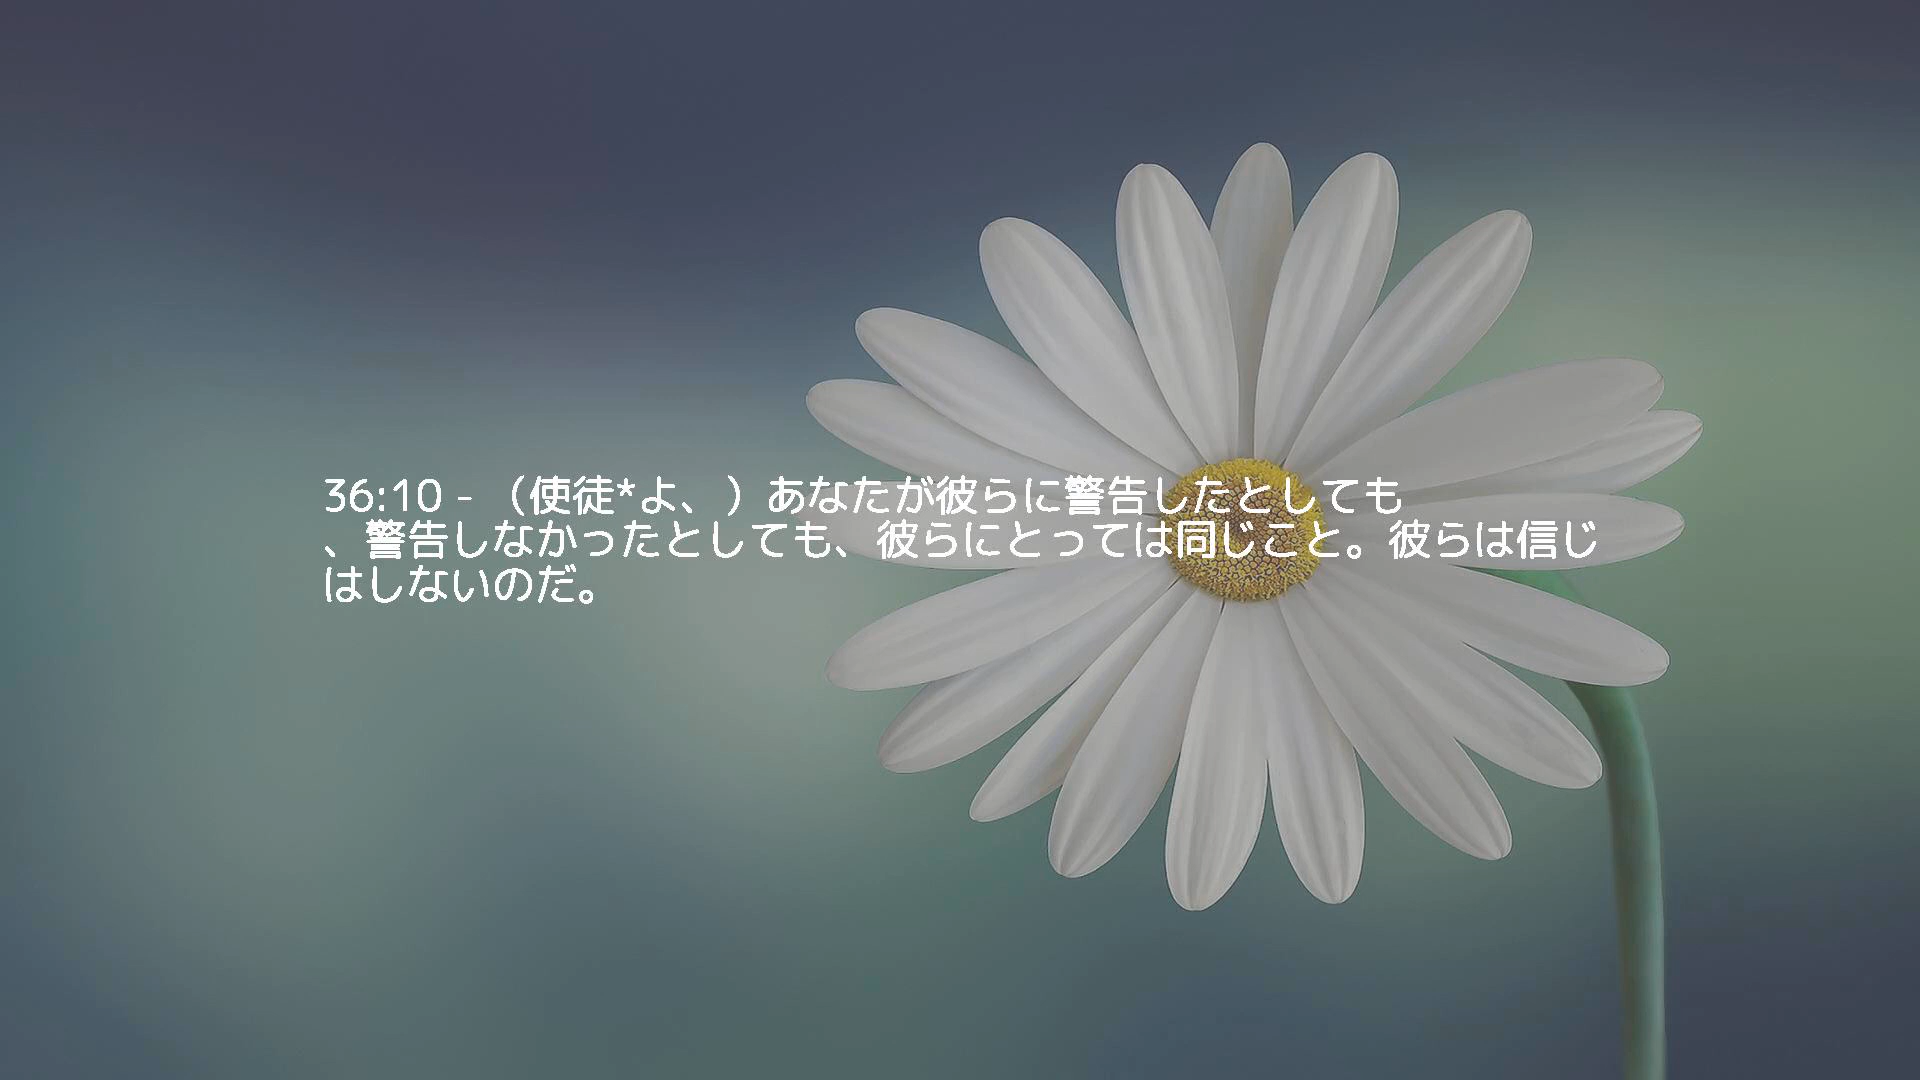 36:10 - （使徒*よ、）あなたが彼らに警告したとしても
、警告しなかったとしても、彼らにとっては同じこと。彼らは信じ
はしないのだ。